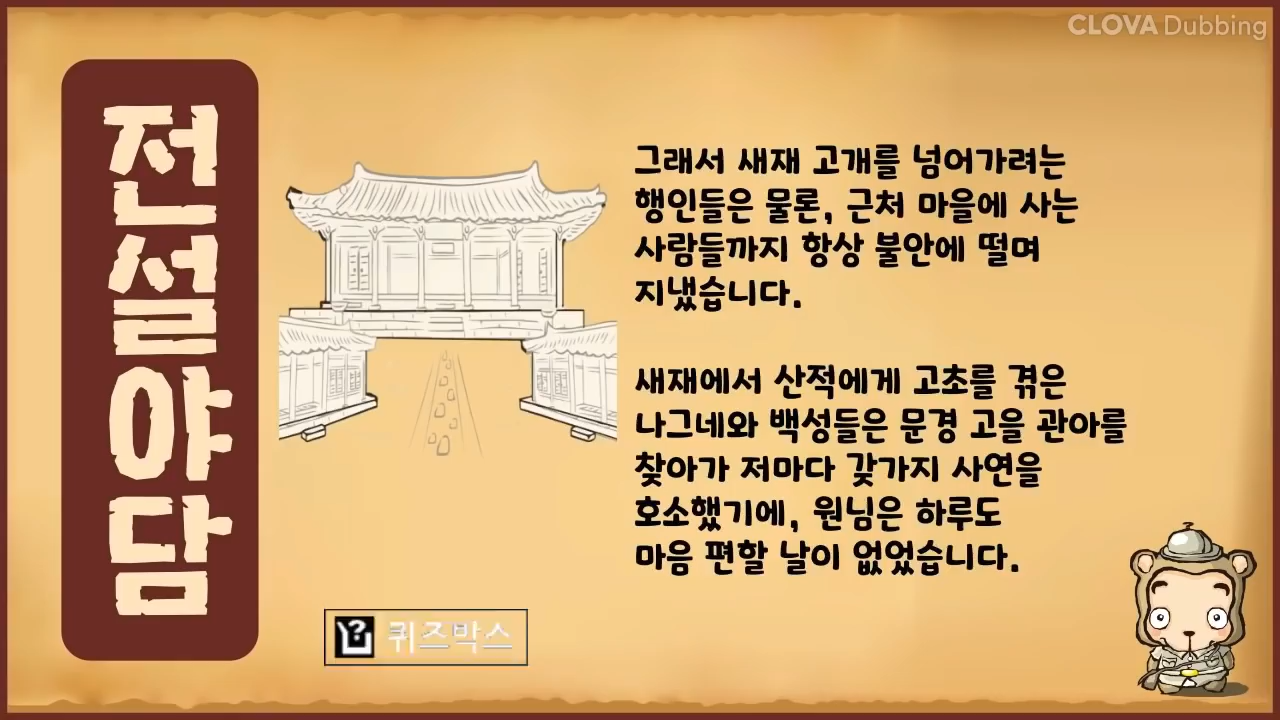 CLOVA Dubbing
전설야담
그래서 새재 고개를 넘어가려는
행인들은 물론, 근처 마을에 사는
사람들까지 항상 불안에 떨며
지냈습니다.
새재에서 산적에게 고초를 겪은
나그네와 백성들은 문경 고을 관아를
찾아가 저마다 갖가지 사연을
호소했기에, 원님은 하루도
마음 편할 날이 없었습니다.
퀴즈박스